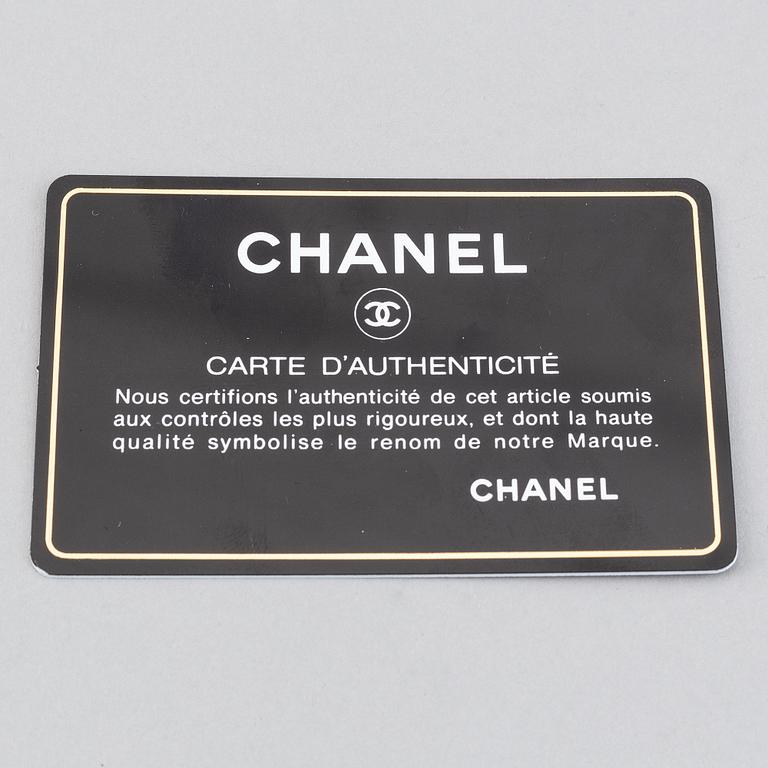 CHANEL
CARTE D'AUTHENTICITÉ
Nous certifions l'authenticité de cet article soumis
aux contrôles les plus rigoureux, et dont la haute
qualité symbolise le renom de notre Marque.
CHANEL